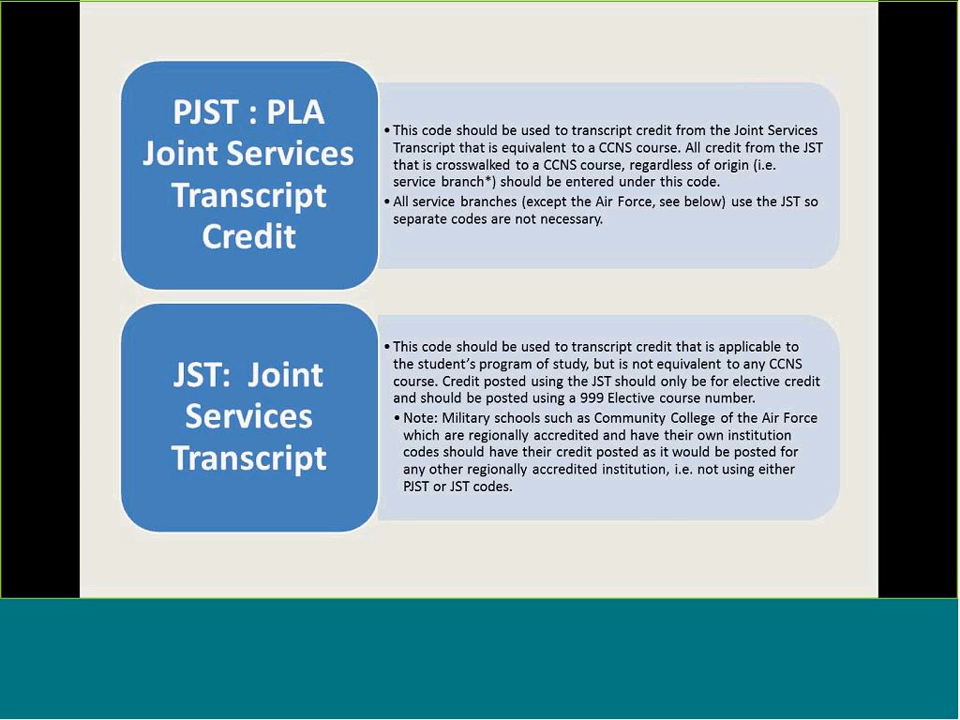 PJST : PLA
Joint Services
Transcript
Credit
•This code should be used to transcript credit from the Joint Services
Transcript that is equivalent to a CCNS course. All credit from the JST
that is crosswalked to a CCNS course, regardless of origin (i.e.
service branch*) should be entered under this code.
•All service branches (except the Air Force, see below) use the JST so
separate codes are not necessary.
JST: Joint
Services
Transcript
•This code should be used to transcript credit that is applicable to
the student's program of study, but is not equivalent to any CCNS
course. Credit posted using the JST should only be for elective credit
and should be posted using a 999 Elective course number.
•Note: Military schools such as Community College of the Air Force
which are regionally accredited and have their own institution
codes should have their credit posted as it would be posted for
any other regionally accredited institution, i.e. not using either
PJST or JST codes.